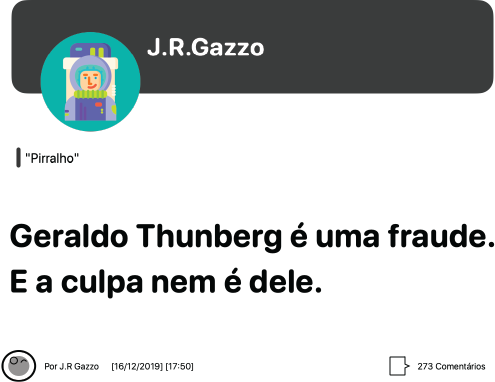 J.R.Gazzo
"Pirralho"
Geraldo Thunberg é uma fraude.
E a culpa nem é dele.
Por J.R Gazzo [16/12/2019] [17:50] 273 Comentários